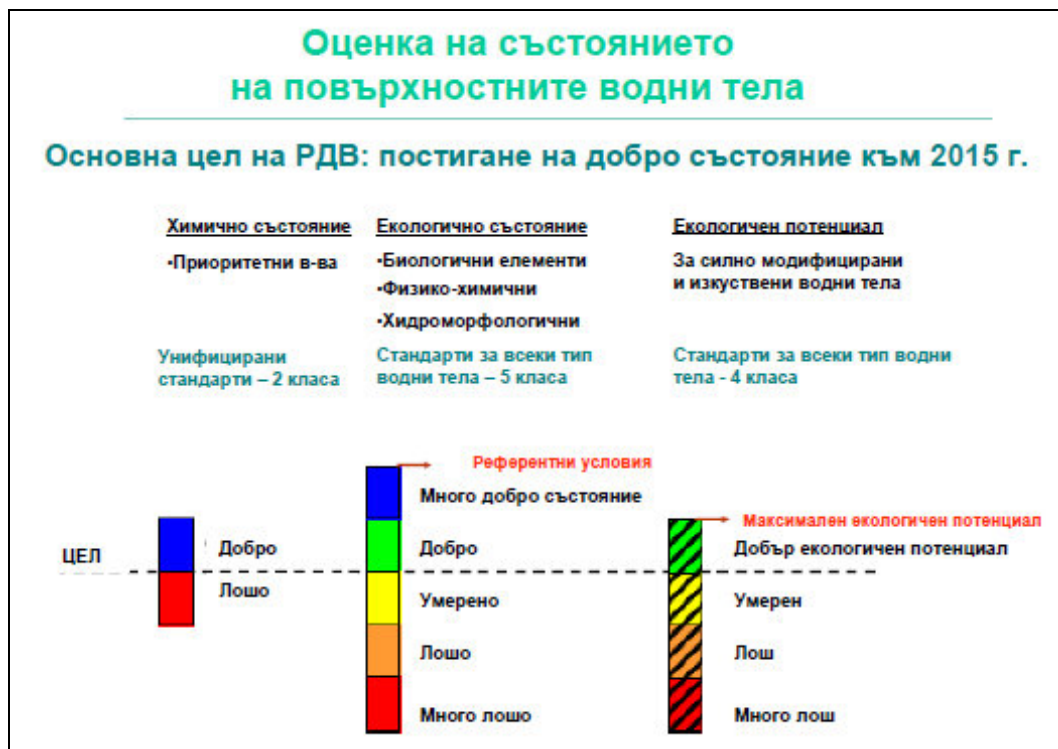 Оценка на състоянието
на повърхностните водни тела
Основна цел на РДВ: постигане на добро състояние към 2015 г.
Химично състояние
•Приоритетни в-ва
Унифицирани
стандарти – 2 класа
Екологично състояние
•Биологични елементи
•Физико-химични
•Хидроморфологични
Стандарти за всеки тип
водни тела – 5 класа
Екологичен потенциал
За силно модифицирани
и изкуствени водни тела
Стандарти за всеки тип водни
тела - 4 класа
ЦЕЛ
Добро
Лошо
Референтни условия
Много добро състояние
Добро
Умерено
Лошо
Много лошо
Максимален екологичен потенциал
Добър екологичен потенциал
Умерен
Лош
Много лош